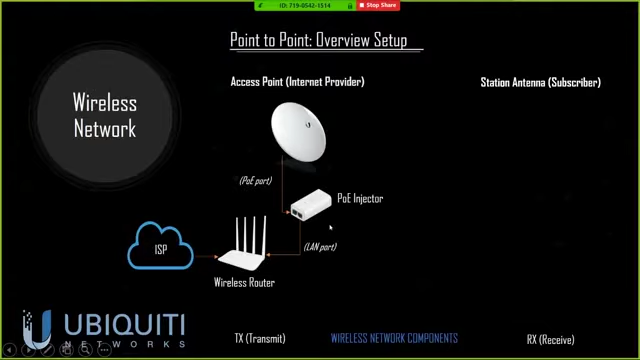 ID: 719-0542-1514
Stop Share
Point to Point: Overview Setup
Access Point (Internet Provider)
Station Antenna (Subscriber)
Wireless
Network
(PoE port)
PoE Injector
(LAN port)
ISP
Wireless Router
UBIQUITI
NETWORKS
TX (Transmit)
WIRELESS NETWORK COMPONENTS
RX (Receive)